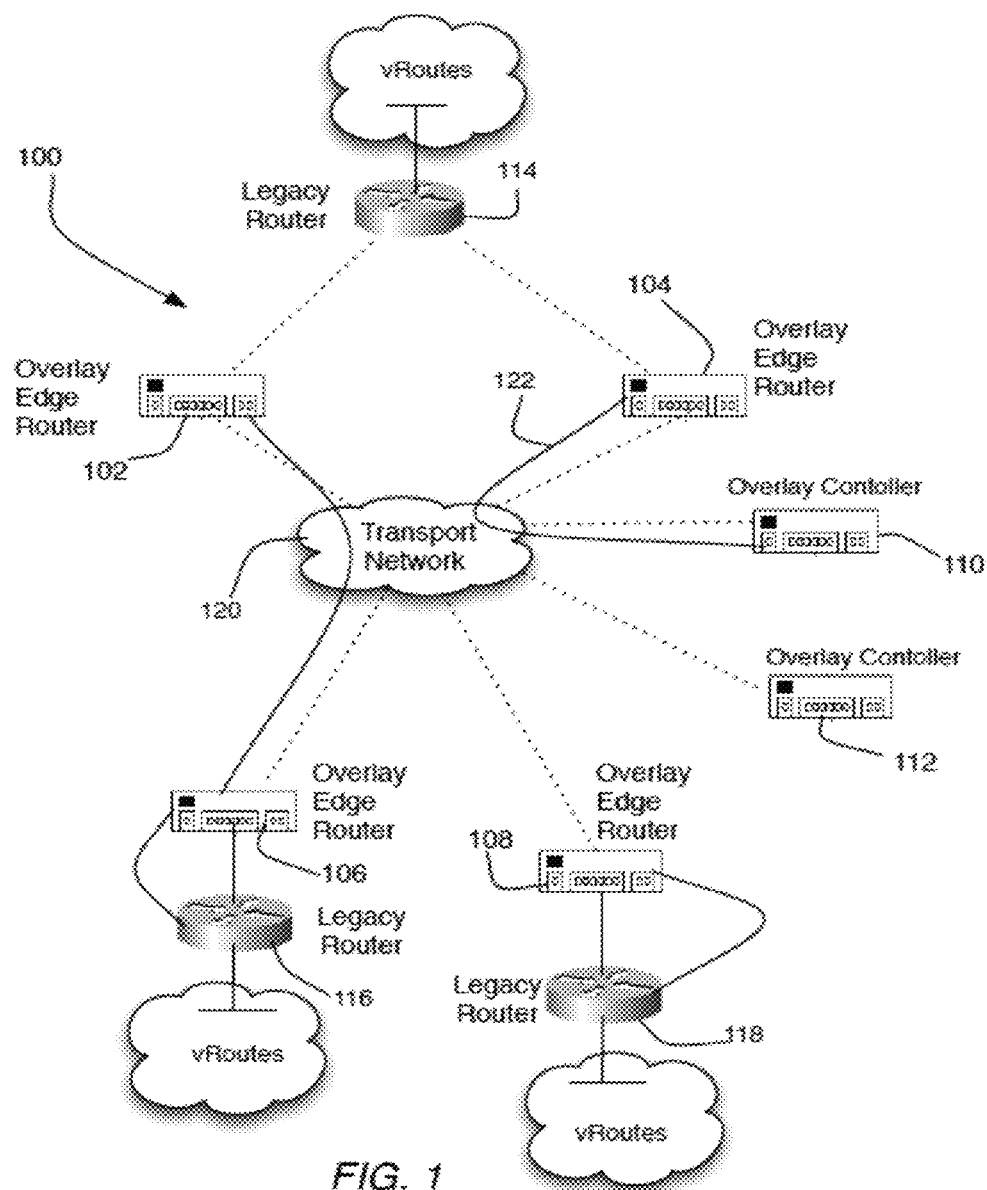 vRoutes
100
114
Legacy
Router
104
Overlay
Edge
Router
Overlay
Edge
Router
122
102
Overlay Contoller
Transport
Network
110
120
Overlay Contoller
112
Overlay
Edge
Router
Overlay
Edge
Router
108
106
Legacy
Router
116
Legacy
Router
118
vRoutes
vRoutes
FIG. 1